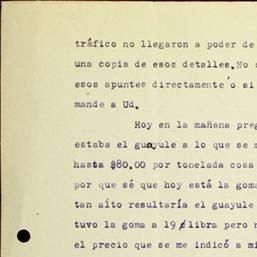 tráfico no llegaron a poder de
una copia de esos detalles.No
esos apuntes directamente o si
mande a Ud.
Hoy en la mañana preg
estaba el guayule a lo que se m
hasta $80.00 por tonelada cosa
por que sé que hoy está la goma
tan alto resultaría el guayule
tuvo la goma a 19 ¢ libra pero n
el precio que se me indicó a mi